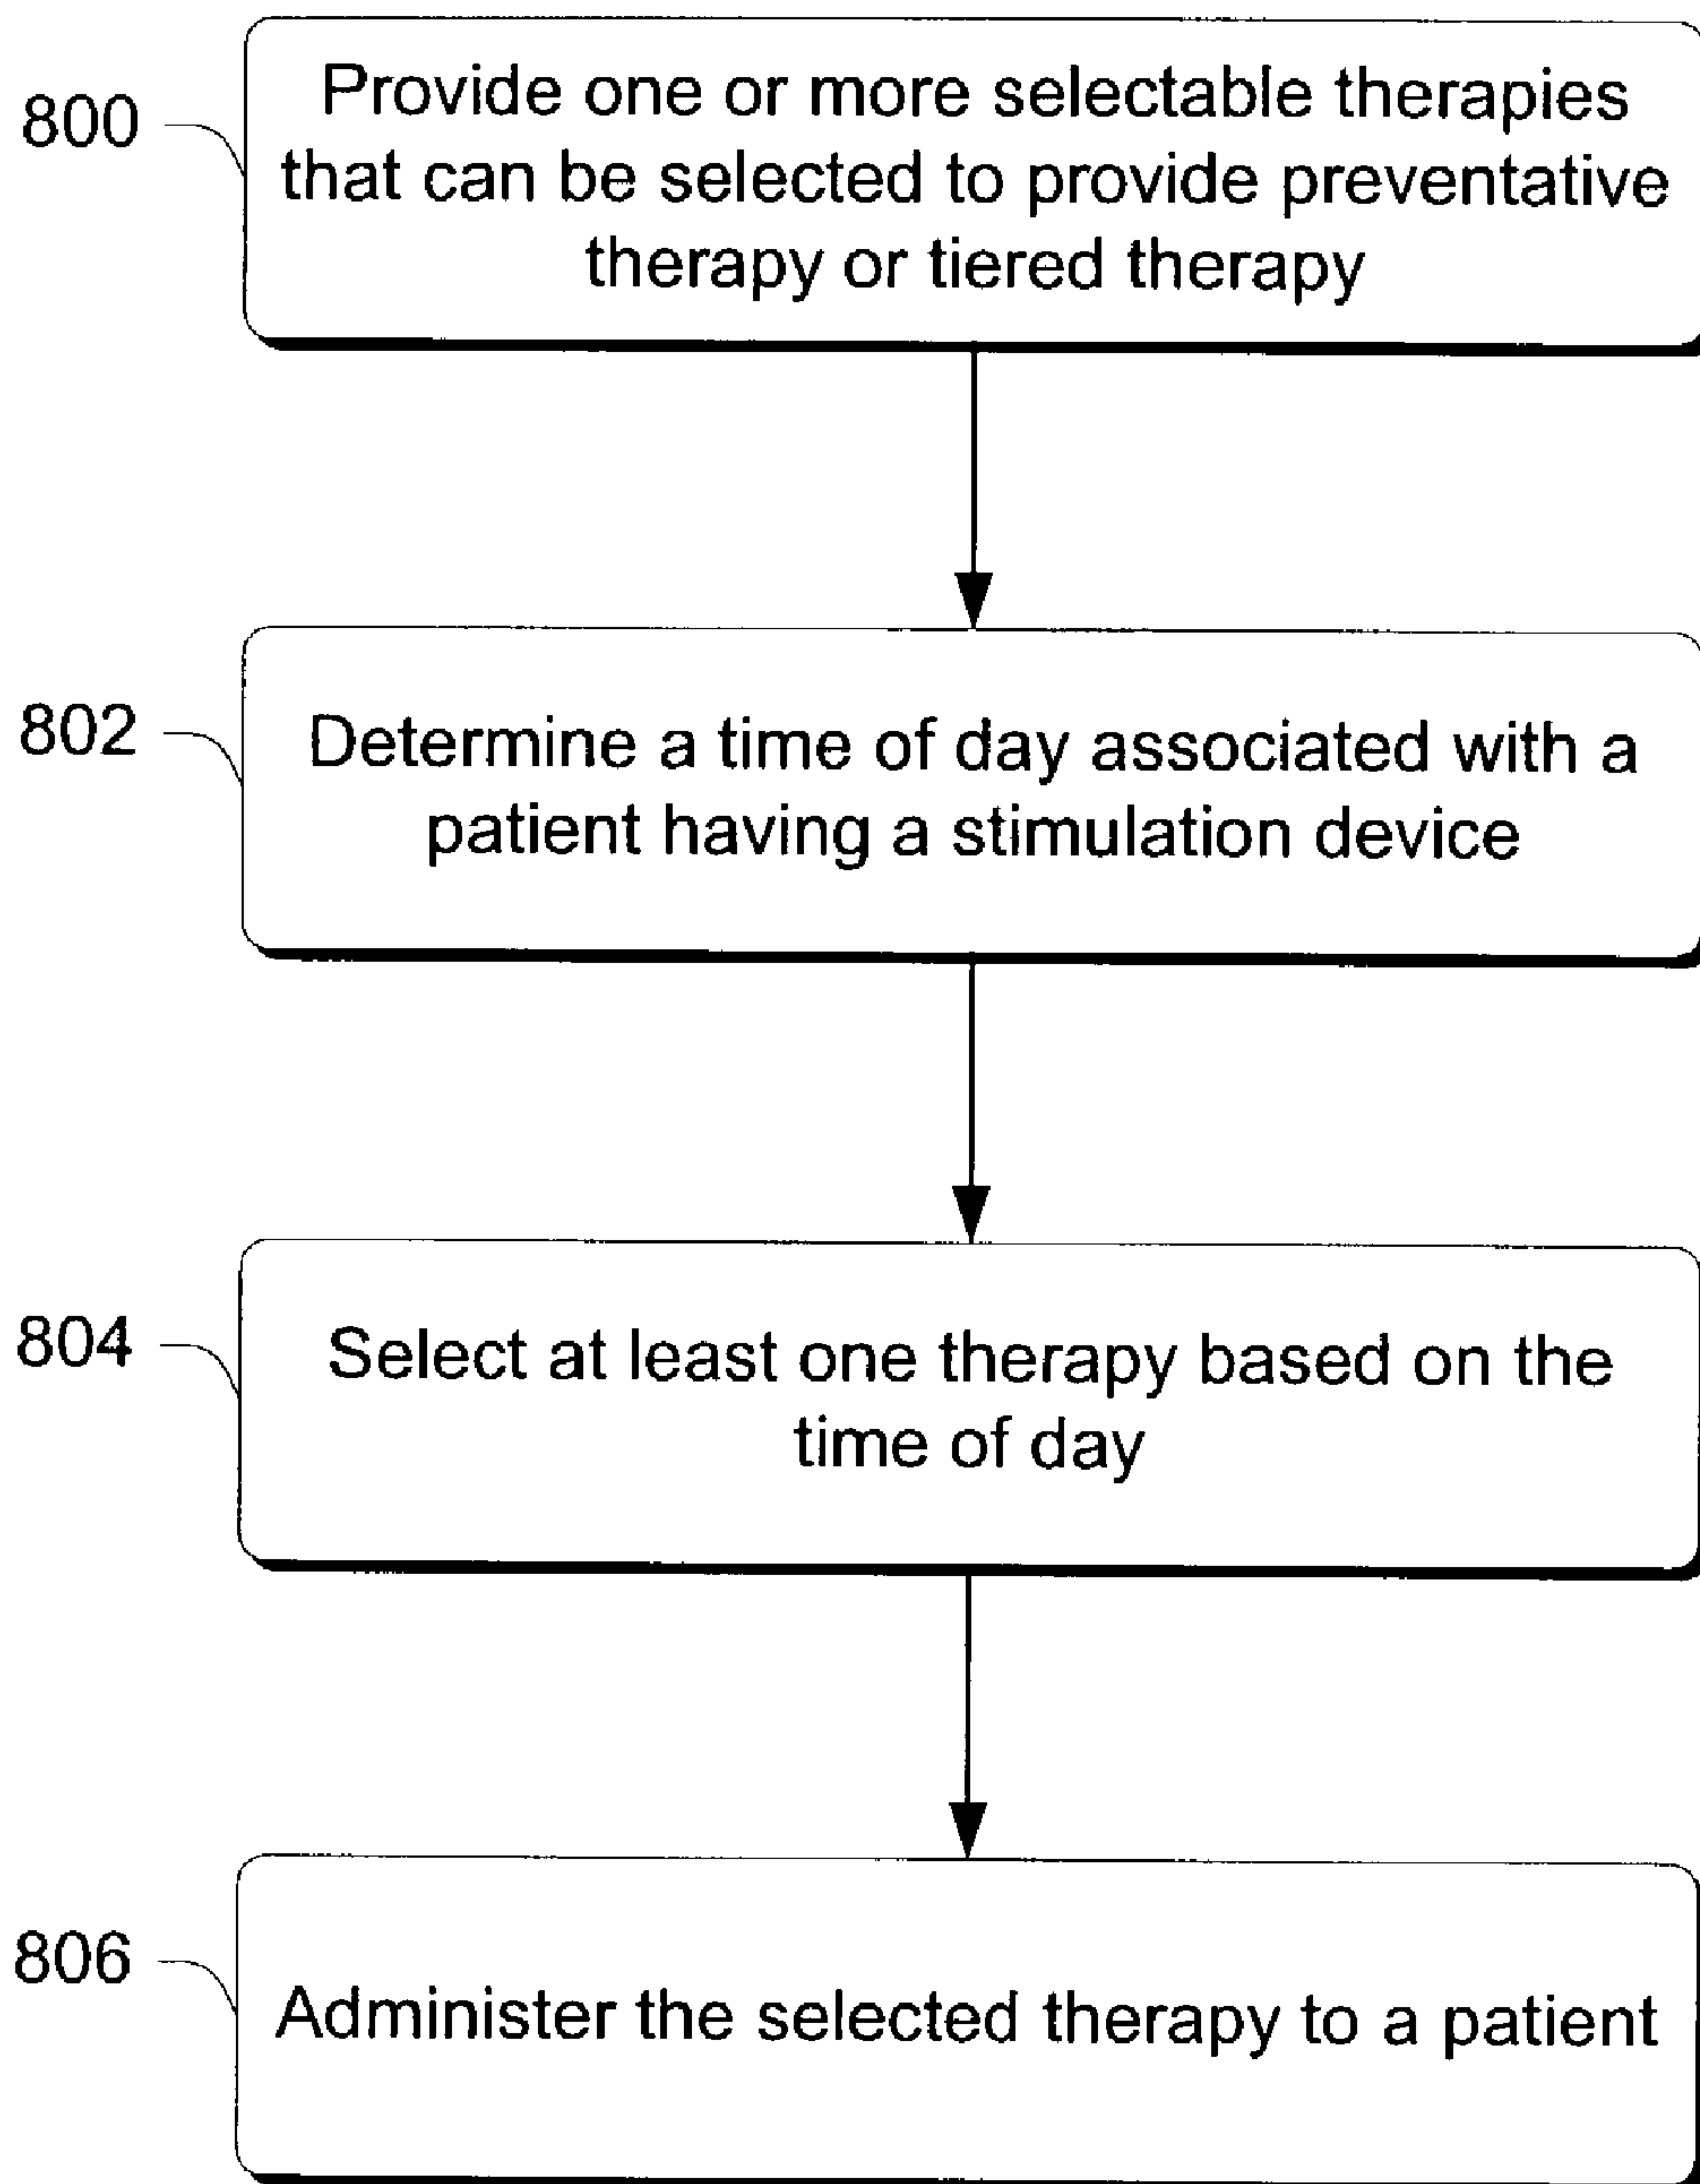 800
Provide one or more selectable therapies
that can be selected to provide preventative
therapy or tiered therapy
802
Determine a time of day associated with a
patient having a stimulation device
804
Select at least one therapy based on the
time of day
806
Administer the selected therapy to a patient